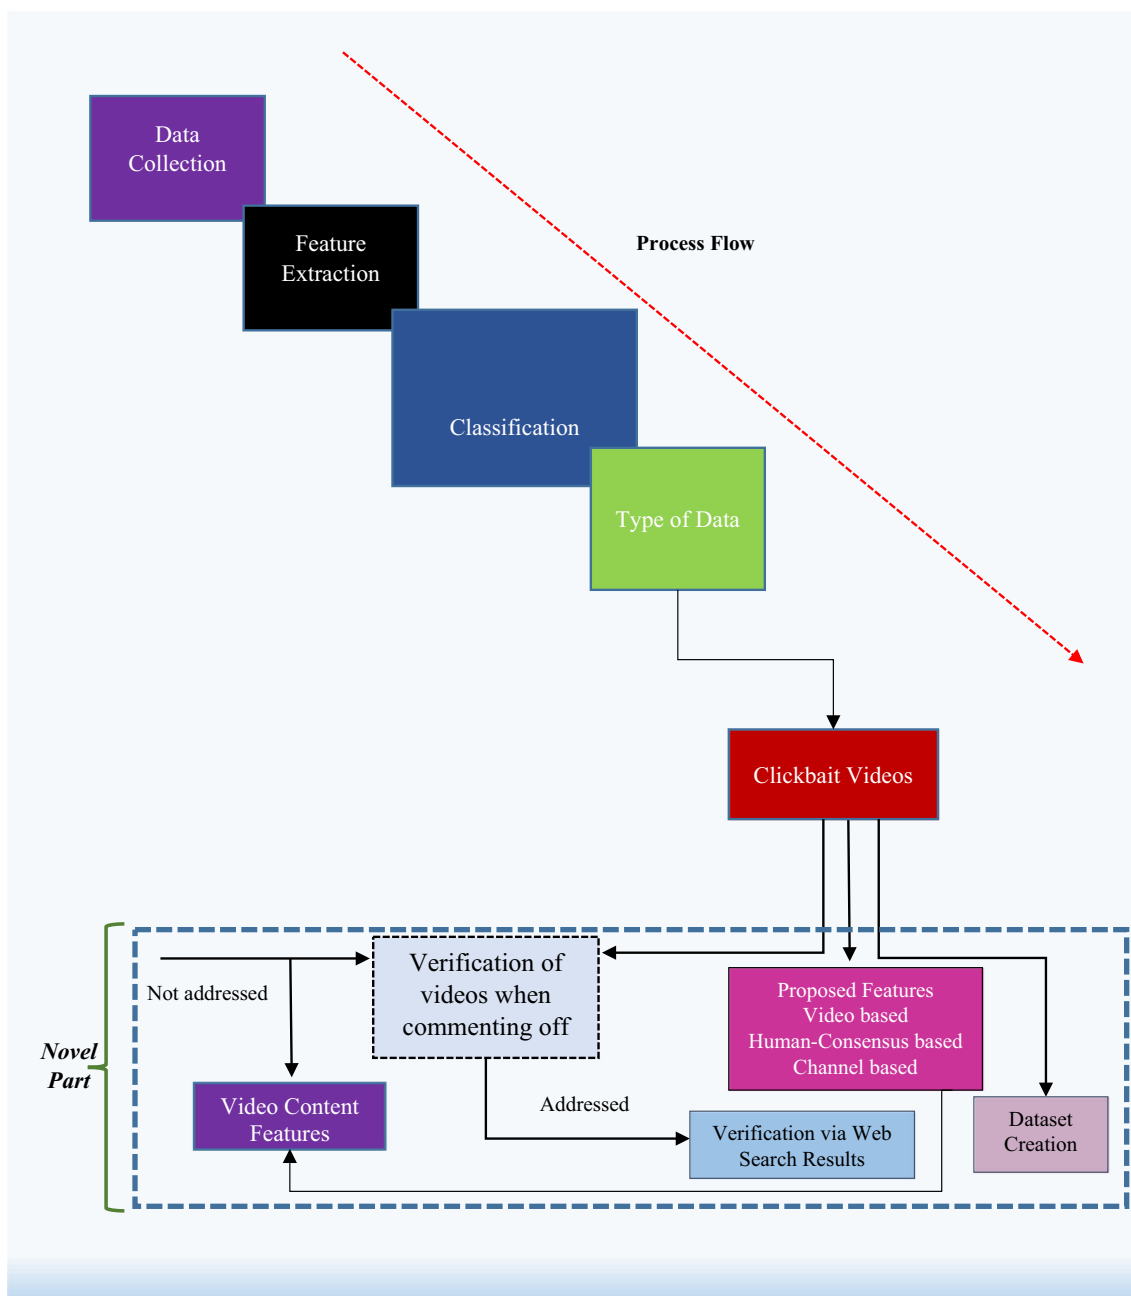 Data
Collection
Feature
Extraction
Process Flow
Classification
Type of Data
Clickbait Videos
Verification of
videos when
commenting off
Not addressed
Proposed Features
Video based
Human-Consensus based
Channel based
Novel
Part
Video Content
Features
Addressed
Verification via Web
Search Results
Dataset
Creation